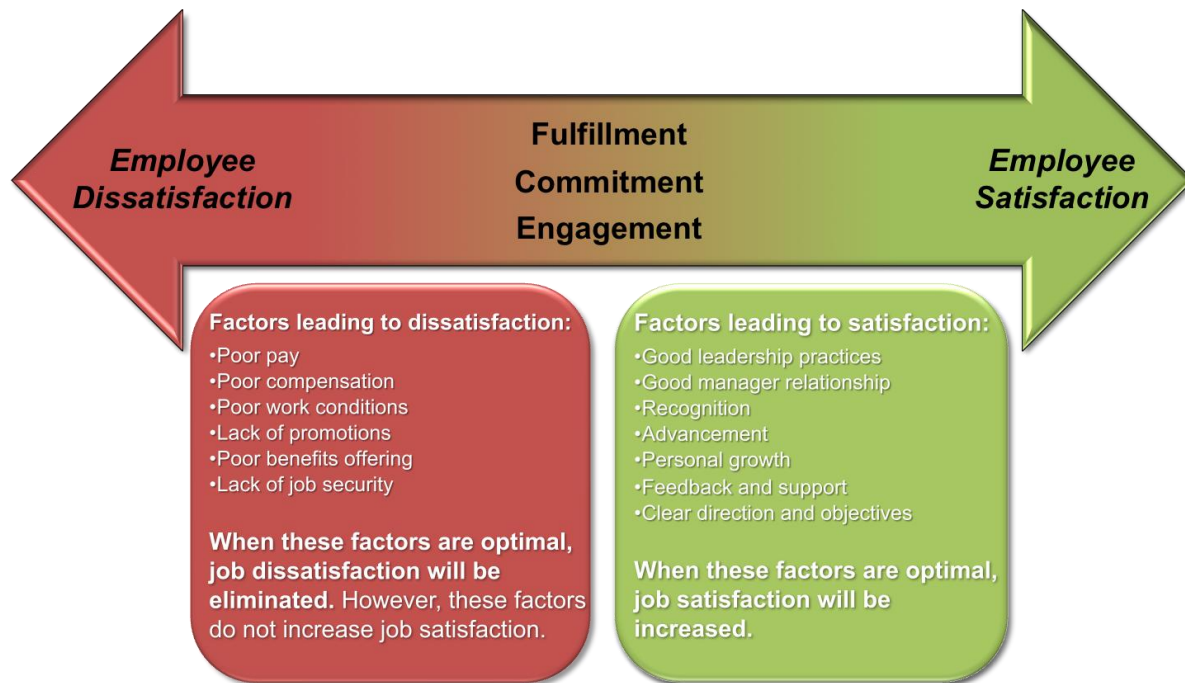 Employee
Dissatisfaction
Fulfillment
Commitment
Engagement
Employee
Satisfaction
Factors leading to dissatisfaction:
•Poor pay
•Poor compensation
•Poor work conditions
•Lack of promotions
•Poor benefits offering
•Lack of job security
When these factors are optimal,
job dissatisfaction will be
eliminated. However, these factors
do not increase job satisfaction.
Factors leading to satisfaction:
•Good leadership practices
•Good manager relationship
•Recognition
•Advancement
•Personal growth
•Feedback and support
•Clear direction and objectives
When these factors are optimal,
job satisfaction will be
increased.